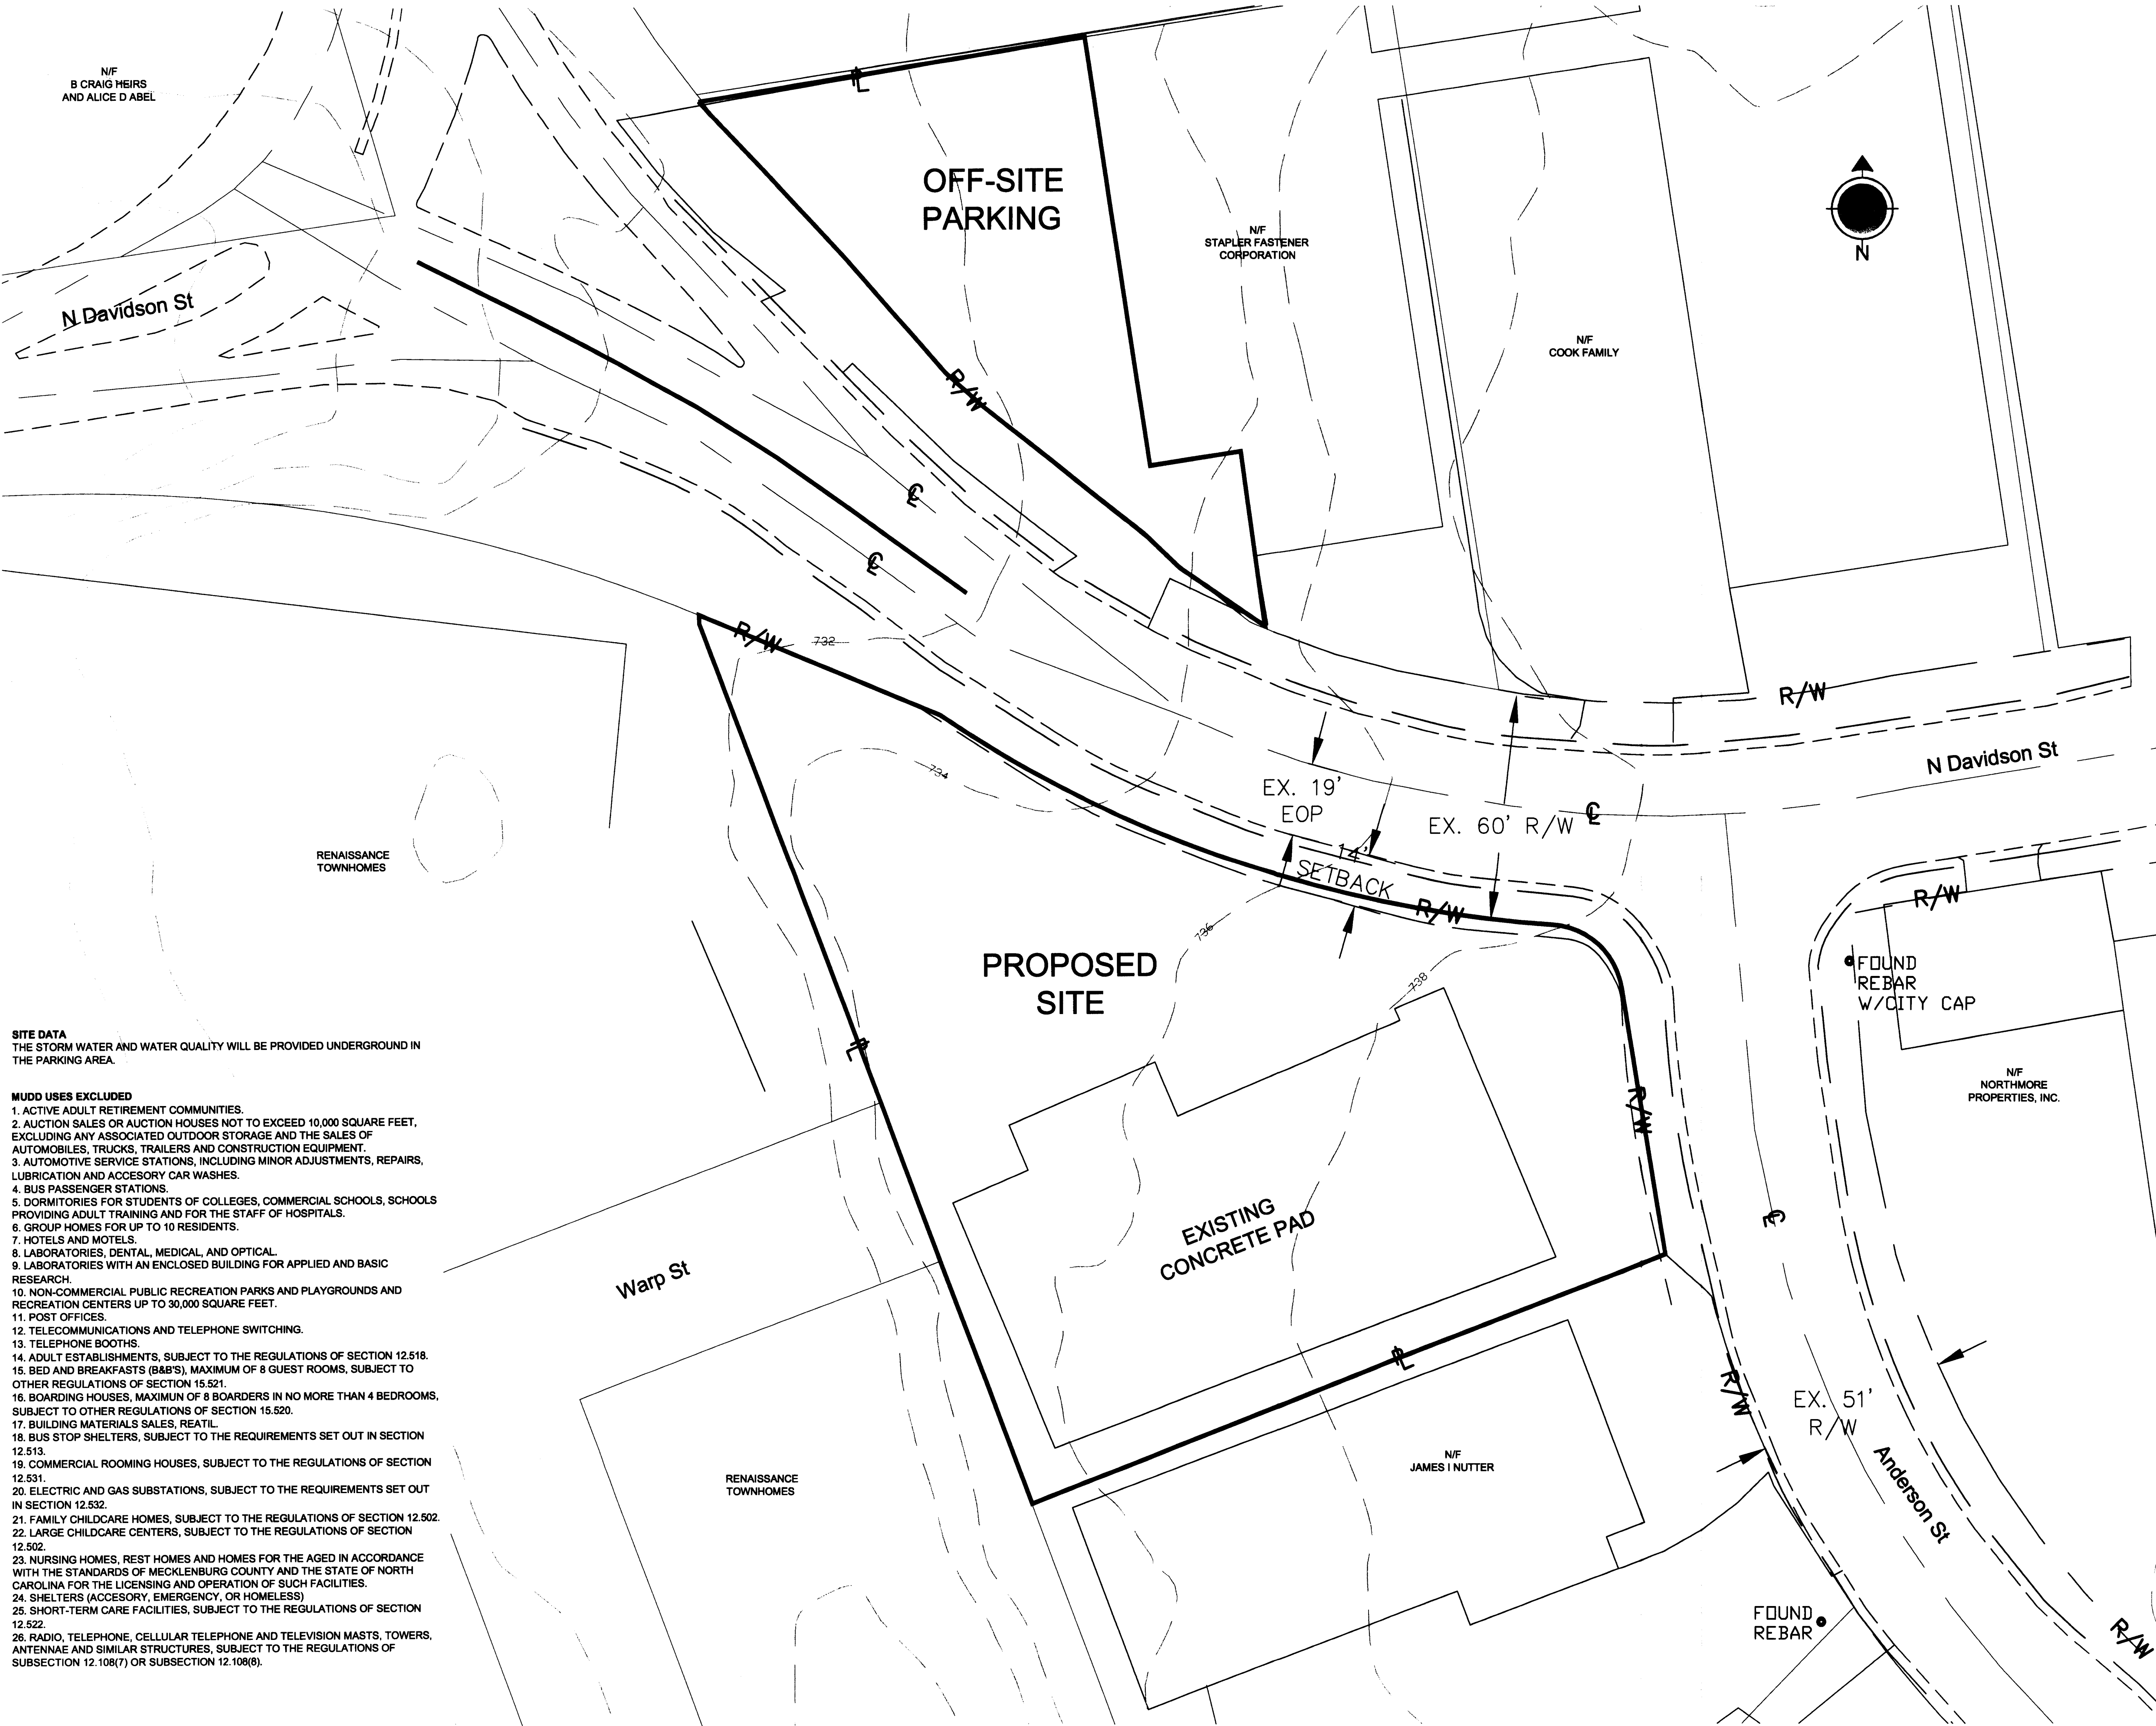 N/F
B CRAIG HEIRS
AND ALICE D ABEL
℄
OFF-SITE
PARKING
N/F
STAPLER FASTENER
CORPORATION
N
N/F
COOK FAMILY
N Davidson St
R/W
℄
℄
R/W
732
734
R/W
N Davidson St
EX. 19'
EOP
EX. 60' R/W
℄
14'
SETBACK
R/W
R/W
RENAISSANCE
TOWNHOMES
736
738
PROPOSED
SITE
FOUND
REBAR
W/CITY CAP
N/F
NORTHMORE
PROPERTIES, INC.
R/W
SITE DATA
THE STORM WATER AND WATER QUALITY WILL BE PROVIDED UNDERGROUND IN
THE PARKING AREA.
MUDD USES EXCLUDED
1. ACTIVE ADULT RETIREMENT COMMUNITIES.
2. AUCTION SALES OR AUCTION HOUSES NOT TO EXCEED 10,000 SQUARE FEET,
EXCLUDING ANY ASSOCIATED OUTDOOR STORAGE AND THE SALES OF
AUTOMOBILES, TRUCKS, TRAILERS AND CONSTRUCTION EQUIPMENT.
3. AUTOMOTIVE SERVICE STATIONS, INCLUDING MINOR ADJUSTMENTS, REPAIRS,
LUBRICATION AND ACCESORY CAR WASHES.
4. BUS PASSENGER STATIONS.
5. DORMITORIES FOR STUDENTS OF COLLEGES, COMMERCIAL SCHOOLS, SCHOOLS
PROVIDING ADULT TRAINING AND FOR THE STAFF OF HOSPITALS.
6. GROUP HOMES FOR UP TO 10 RESIDENTS.
7. HOTELS AND MOTELS.
8. LABORATORIES, DENTAL, MEDICAL, AND OPTICAL.
9. LABORATORIES WITH AN ENCLOSED BUILDING FOR APPLIED AND BASIC
RESEARCH.
10. NON-COMMERCIAL PUBLIC RECREATION PARKS AND PLAYGROUNDS AND
RECREATION CENTERS UP TO 30,000 SQUARE FEET.
11. POST OFFICES.
12. TELECOMMUNICATIONS AND TELEPHONE SWITCHING.
13. TELEPHONE BOOTHS.
14. ADULT ESTABLISHMENTS, SUBJECT TO THE REGULATIONS OF SECTION 12.518.
15. BED AND BREAKFASTS (B&B'S), MAXIMUM OF 8 GUEST ROOMS, SUBJECT TO
OTHER REGULATIONS OF SECTION 15.521.
16. BOARDING HOUSES, MAXIMUN OF 8 BOARDERS IN NO MORE THAN 4 BEDROOMS,
SUBJECT TO OTHER REGULATIONS OF SECTION 15.520.
17. BUILDING MATERIALS SALES, REATIL.
18. BUS STOP SHELTERS, SUBJECT TO THE REQUIREMENTS SET OUT IN SECTION
12.513.
19. COMMERCIAL ROOMING HOUSES, SUBJECT TO THE REGULATIONS OF SECTION
12.531.
20. ELECTRIC AND GAS SUBSTATIONS, SUBJECT TO THE REQUIREMENTS SET OUT
IN SECTION 12.532.
21. FAMILY CHILDCARE HOMES, SUBJECT TO THE REGULATIONS OF SECTION 12.502.
22. LARGE CHILDCARE CENTERS, SUBJECT TO THE REGULATIONS OF SECTION
12.502.
23. NURSING HOMES, REST HOMES AND HOMES FOR THE AGED IN ACCORDANCE
WITH THE STANDARDS OF MECKLENBURG COUNTY AND THE STATE OF NORTH
CAROLINA FOR THE LICENSING AND OPERATION OF SUCH FACILITIES.
24. SHELTERS (ACCESORY, EMERGENCY, OR HOMELESS)
25. SHORT-TERM CARE FACILITIES, SUBJECT TO THE REGULATIONS OF SECTION
12.522.
26. RADIO, TELEPHONE, CELLULAR TELEPHONE AND TELEVISION MASTS, TOWERS,
ANTENNAE AND SIMILAR STRUCTURES, SUBJECT TO THE REGULATIONS OF
SUBSECTION 12.108(7) OR SUBSECTION 12.108(8).
PL
EXISTING
CONCRETE PAD
℄
Warp St
PL
R/W
EX. 51'
R/W
N/F
JAMES I NUTTER
RENAISSANCE
TOWNHOMES
Anderson St
FOUND
REBAR
R/W